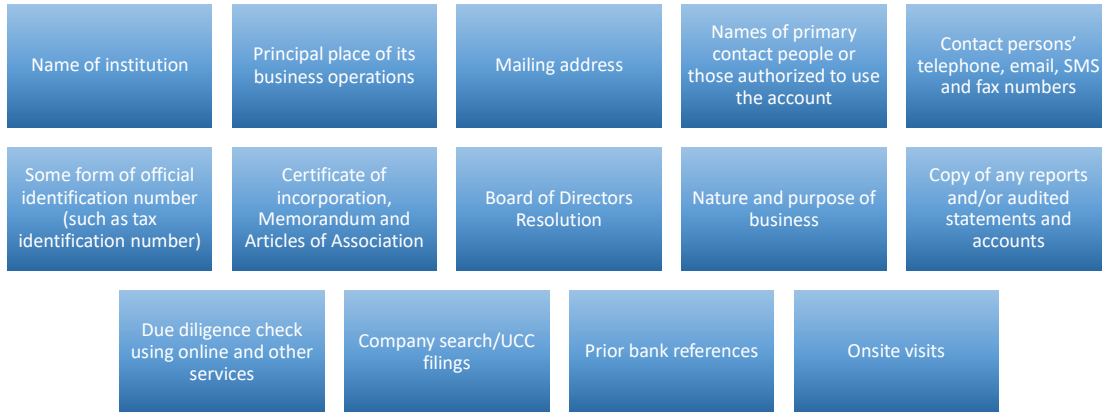 Name of institution
Principal place of its
business operations
Mailing address
Names of primary
contact people or
those authorized to use
the account
Contact persons’
telephone, email, SMS
and fax numbers
Some form of official
identification number
(such as tax
identification number)
Certificate of
incorporation,
Memorandum and
Articles of Association
Board of Directors
Resolution
Nature and purpose of
business
Copy of any reports
and/or audited
statements and
accounts
Due diligence check
using online and other
services
Company search/UCC
filings
Prior bank references
Onsite visits